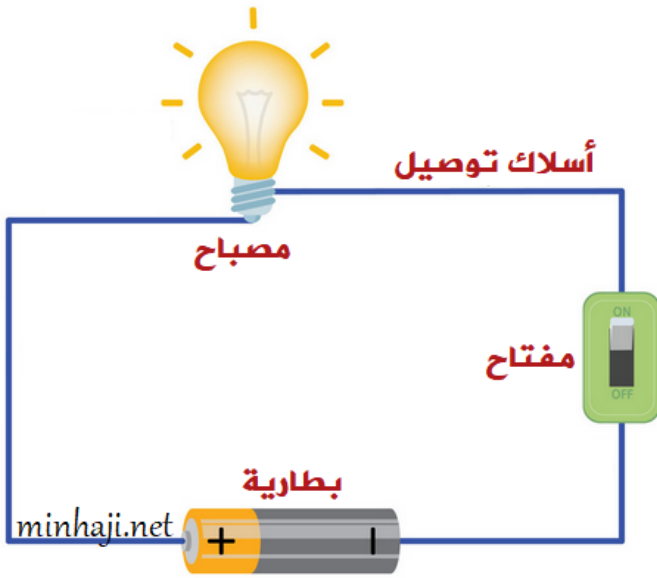 أسلاك توصيل
مصباح
ON
مفتاح
OFF
بطارية
minhaji.net
+ −